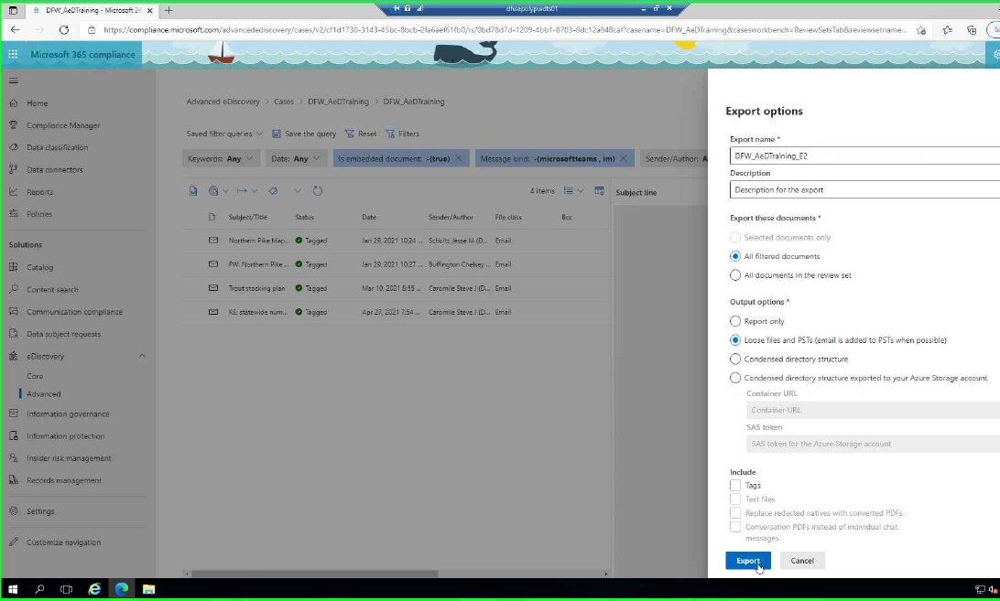 DFW_AeDTraining - Microsoft 36
dfwapolypwdts01
https://compliance.microsoft.com/advancedediscovery/cases/v2/cf1d1730-3143-45bc-8bcb-2fa6aef61fb0/rs/0bd78d7d-1209-4bb1-8703-8dc12a948caf?casename=DFW_AeDTraining&casesworkbench=ReviewSetsTab&reviewsetname...
Microsoft 365 compliance
Home
Compliance Manager
Data classification
Data connectors
Reports
Policies
Solutions
Catalog
Content search
Communication compliance
Data subject requests
eDiscovery
Core
Advanced
Information governance
Information protection
Insider risk management
Records management
Settings
Customize navigation
Advanced eDiscovery > Cases > DFW_AeDTraining > DFW_AeDTraining
Saved filter queries Save the query Reset Filters
Keywords: Any Date: Any Is embedded document: -(true) Message kind: -(microsoftteams , im) Sender/Author: A
4 items
Subject line
Subject/Title Status Date Sender/Author File class Bcc
Northern Pike Map... Tagged Jan 29, 2021 10:24 ... Schultz Jesse M (D... Email
FW: Northern Pike ... Tagged Jan 29, 2021 10:27 ... Buffington Chelsey ... Email
Trout stocking plan Tagged Mar 10, 2021 8:55 ... Caromile Steve J (D... Email
RE: statewide num... Tagged Apr 27, 2021 7:54 ... Caromile Steve J (D... Email
Export options
Export name *
DFW_AeDTraining_E2
Description
Description for the export
Export these documents *
Selected documents only
All filtered documents
All documents in the review set
Output options *
Report only
Loose files and PSTs (email is added to PSTs when possible)
Condensed directory structure
Condensed directory structure exported to your Azure Storage account
Container URL
Container URL
SAS token
SAS token for the Azure Storage account
Include
Tags
Text files
Replace redacted natives with converted PDFs
Conversation PDFs instead of individual chat
messages
Export Cancel